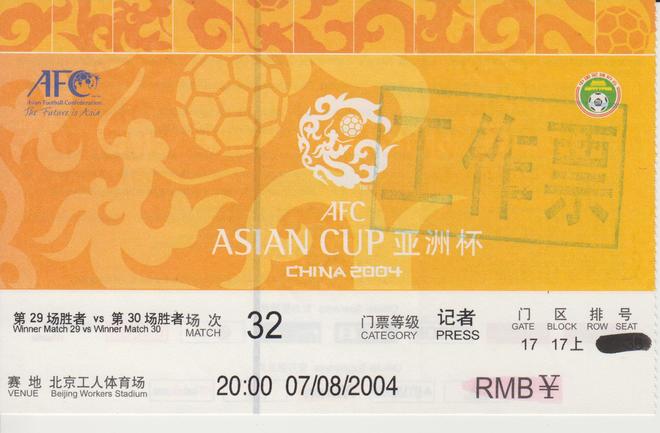 AFC
Asian Football Confederation
The Future is Asia
工作票
AFC
ASIAN CUP 亚洲杯
CHINA 2004
第29场胜者 vs 第30场胜者 场次 32 门票等级 记者 门 区 排 号
Winner Match 29 vs Winner Match 30 MATCH CATEGORY PRESS GATE BLOCK ROW SEAT
17 17上
赛地 北京工人体育场 20:00 07/08/2004 RMB¥
VENUE Beijing Workers Stadium